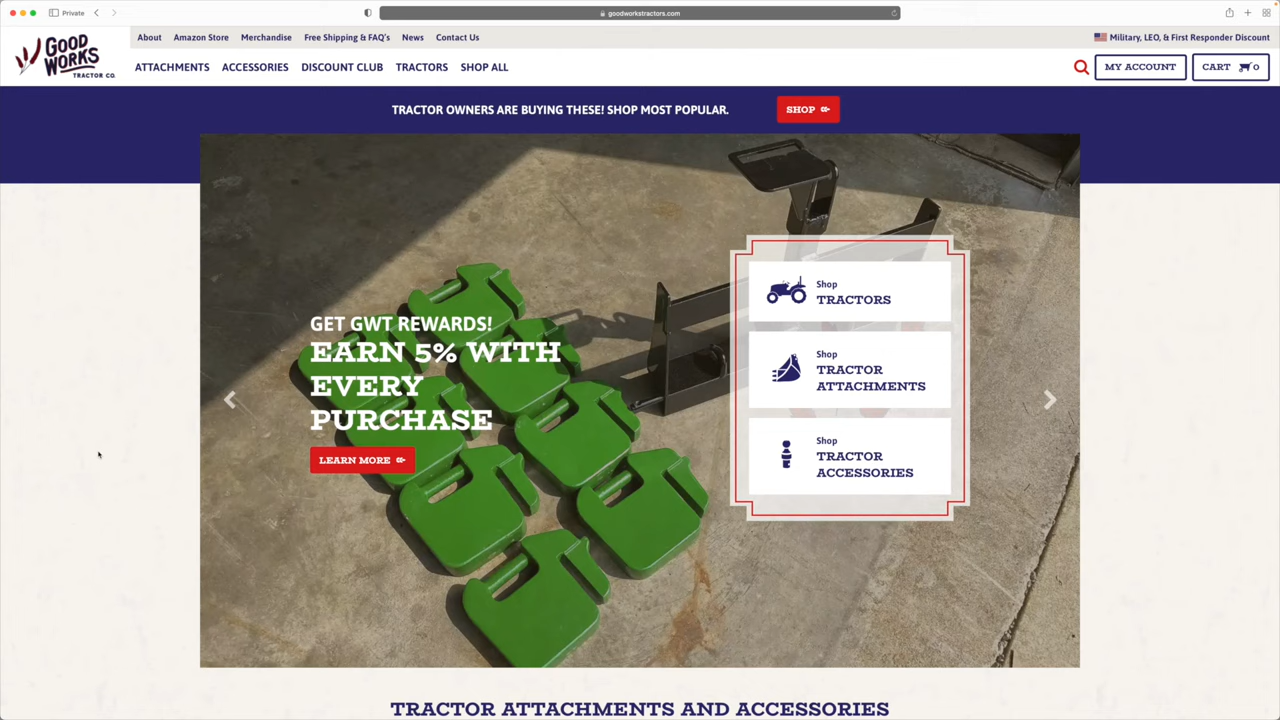 Private
goodworkstractors.com
GOOD
WORKS
TRACTOR CO.
About Amazon Store Merchandise Free Shipping & FAQ's News Contact Us
Military, LEO, & First Responder Discount
ATTACHMENTS ACCESSORIES DISCOUNT CLUB TRACTORS SHOP ALL
MY ACCOUNT
CART 0
TRACTOR OWNERS ARE BUYING THESE! SHOP MOST POPULAR.
SHOP
GET GWT REWARDS!
EARN 5% WITH
EVERY
PURCHASE
LEARN MORE
Shop
TRACTORS
Shop
TRACTOR
ATTACHMENTS
Shop
TRACTOR
ACCESSORIES
TRACTOR ATTACHMENTS AND ACCESSORIES